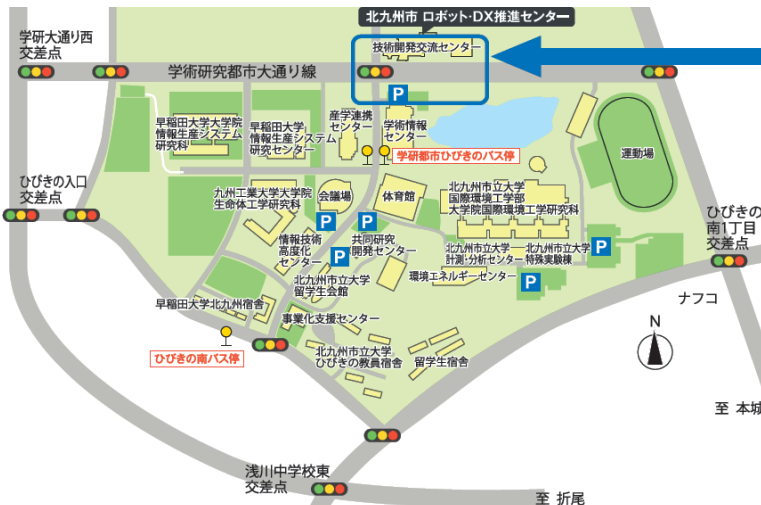 北九州市 ロボット・DX推進センター
学研大通り西
交差点
技術開発交流センター
学術研究都市大通り線
P
早稲田大学大学院
情報生産システム
研究科
早稲田大学
情報生産システム
研究センター
産学連携
センター
学術情報
センター
学研都市ひびきのバス停
運動場
ひびきの入口
交差点
九州工業大学大学院
生命体工学研究科
会議場
体育館
北九州市立大学
国際環境工学部
大学院国際環境工学研究科
ひびきの
南1丁目
交差点
P
P
P
P
情報技術
高度化
センター
共同研究
開発センター
北九州市立大学
計測・分析センター
北九州市立大学
特殊実験棟
北九州市立大学
留学生会館
環境エネルギーセンター
P
ナフコ
早稲田大学北九州宿舎
事業化支援センター
N
ひびきの南バス停
北九州市立大学
ひびきの教員宿舎
留学生宿舎
至 本城
浅川中学校東
交差点
至 折尾